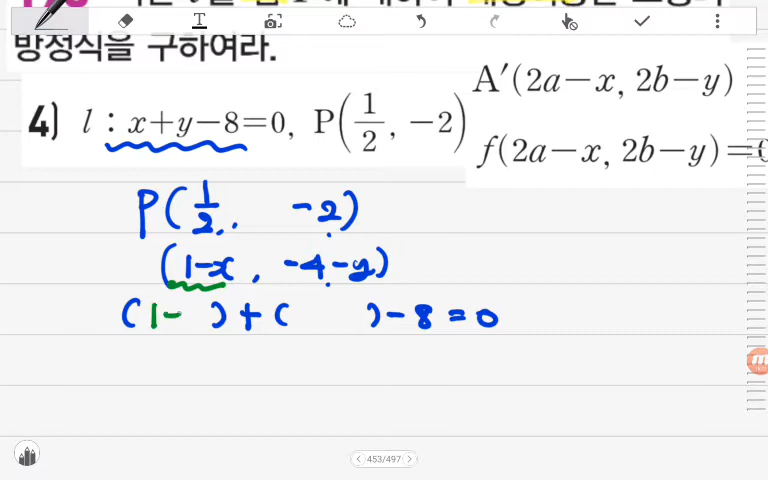 방정식을 구하여라.
4) l : x+y−8=0, P(1/2, −2)
A′(2a−x, 2b−y)
f(2a−x, 2b−y)=0
P(1/2, −2)
(1−x, −4−y)
(1− )+( )−8=0
453/497